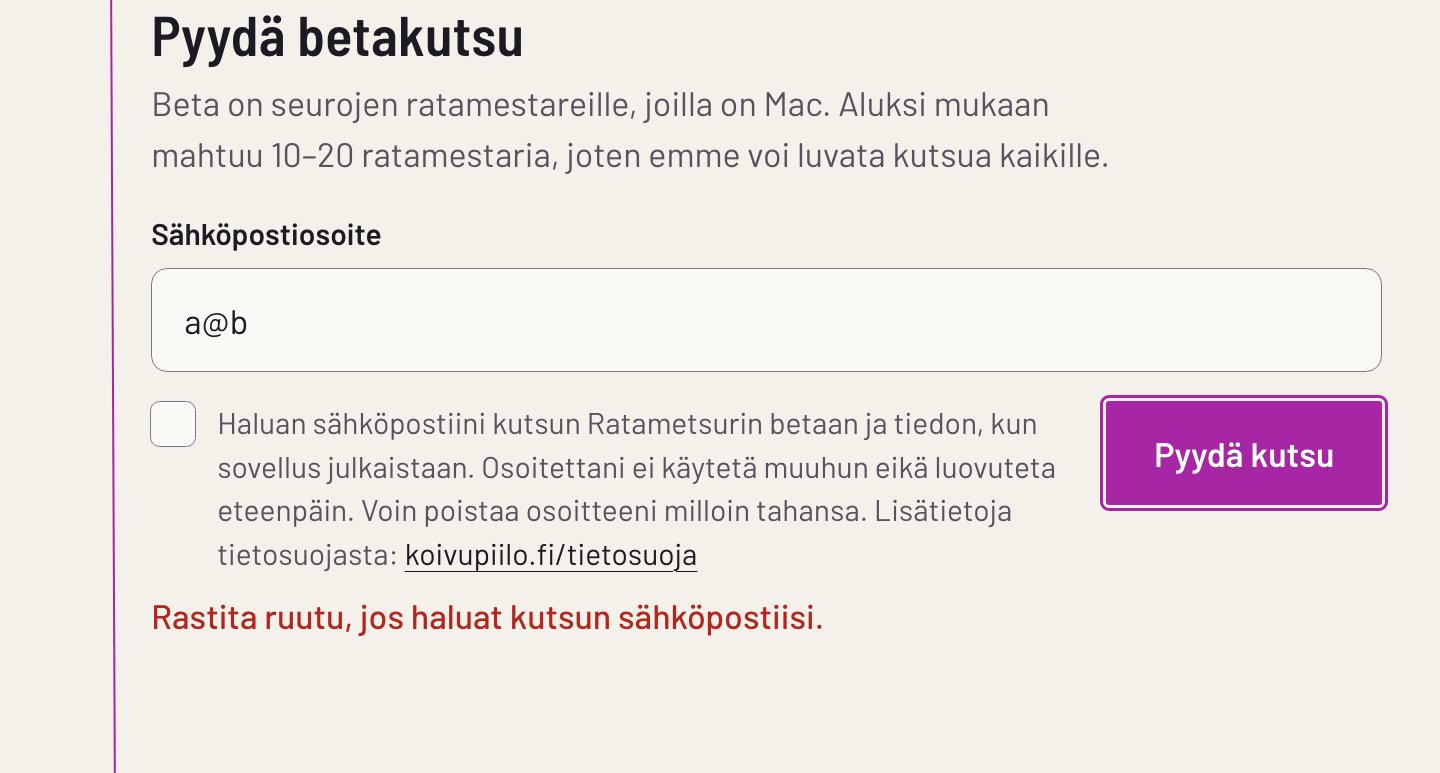 Pyydä betakutsu
Beta on seurojen ratamestareille, joilla on Mac. Aluksi mukaan
mahtuu 10–20 ratamestaria, joten emme voi luvata kutsua kaikille.
Sähköpostiosoite
a@b
Haluan sähköpostiini kutsun Ratametsurin betaan ja tiedon, kun
sovellus julkaistaan. Osoitettani ei käytetä muuhun eikä luovuteta
eteenpäin. Voin poistaa osoitteeni milloin tahansa. Lisätietoja
tietosuojasta: koivupiilo.fi/tietosuoja
Pyydä kutsu
Rastita ruutu, jos haluat kutsun sähköpostiisi.